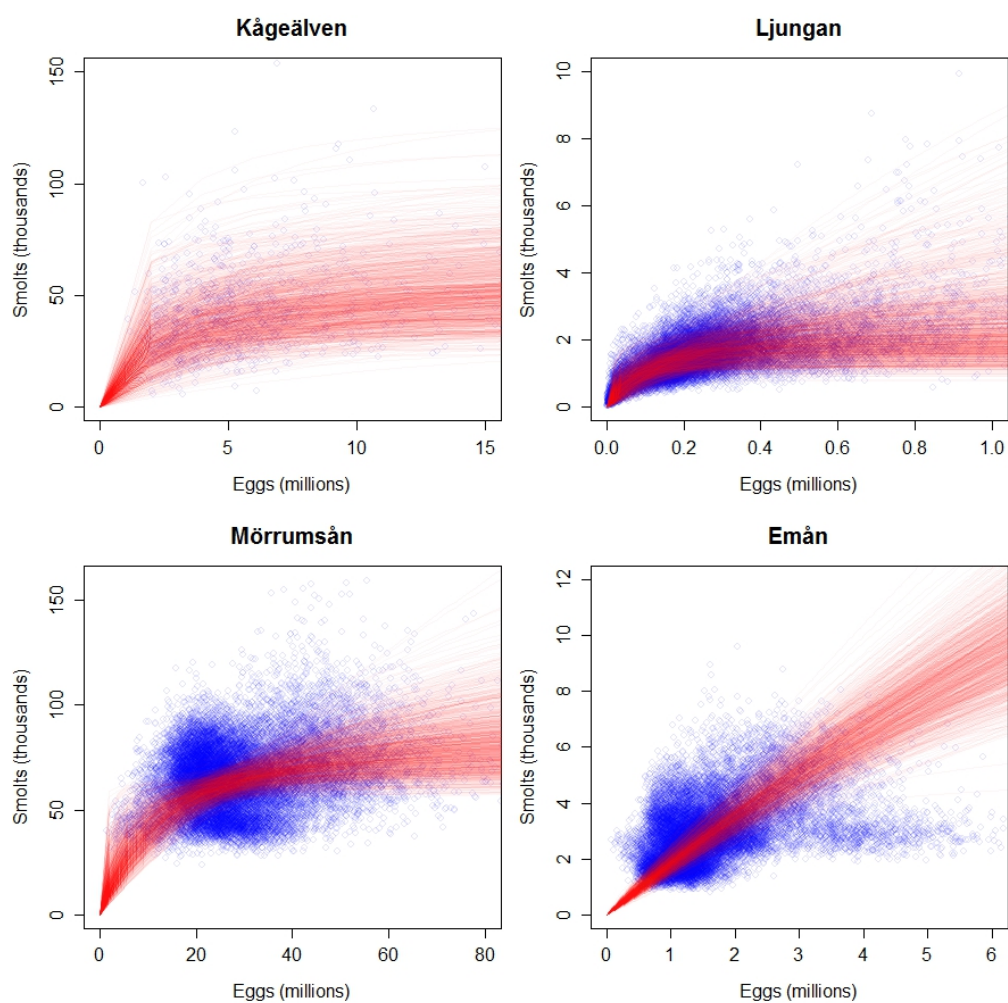 Kågeälven
Smolts (thousands)
150
100
50
0
0 5 10 15
Eggs (millions)
Ljungan
Smolts (thousands)
10
8
6
4
2
0
0.0 0.2 0.4 0.6 0.8 1.0
Eggs (millions)
Mörrumsån
Smolts (thousands)
150
100
50
0
0 20 40 60 80
Eggs (millions)
Emån
Smolts (thousands)
12
10
8
6
4
2
0
0 1 2 3 4 5 6
Eggs (millions)